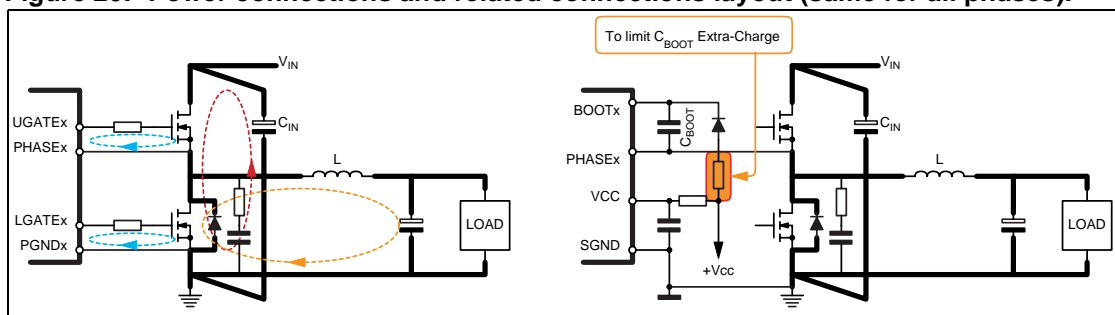 Figure 20. Power connections and related connections layout (same for all phases).
To limit CBOOT Extra-Charge
VIN
UGATEx
PHASEx
CIN
L
LGATEx
PGNDx
LOAD
VIN
BOOTx
CBOOT
CIN
PHASEx
L
VCC
SGND
LOAD
+Vcc